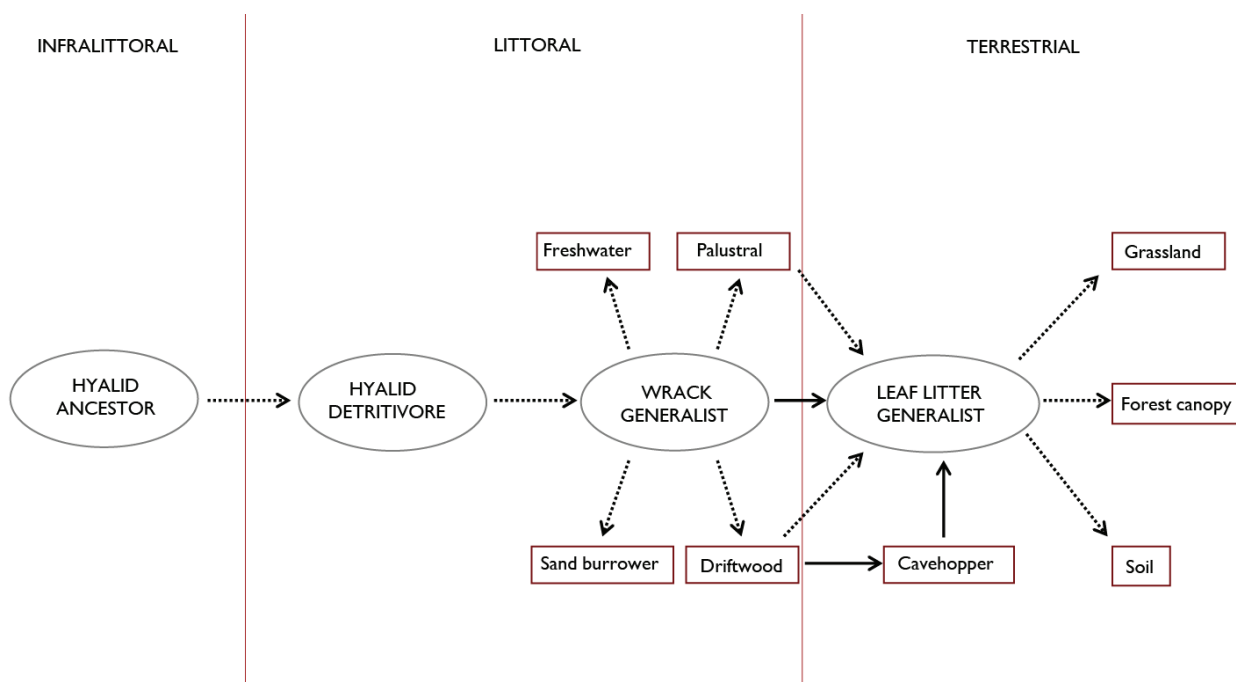 INFRALITTORAL
LITTORAL
TERRESTRIAL
Freshwater
Palustral
Grassland
HYALID
ANCESTOR
HYALID
DETRITIVORE
WRACK
GENERALIST
LEAF LITTER
GENERALIST
Forest canopy
Sand burrower
Driftwood
Cavehopper
Soil